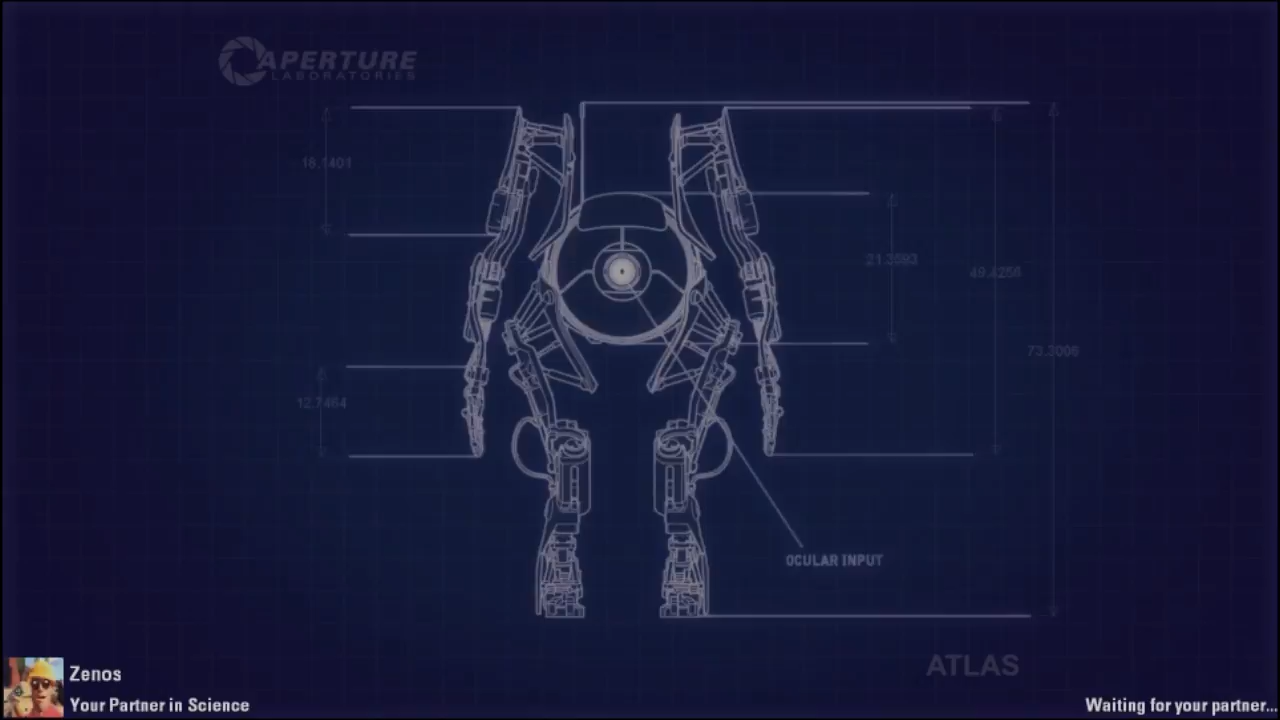 APERTURE
LABORATORIES
16.1401
21.3593
49.4256
73.3006
12.7464
OCULAR INPUT
ATLAS
Zenos
Your Partner in Science
Waiting for your partner...